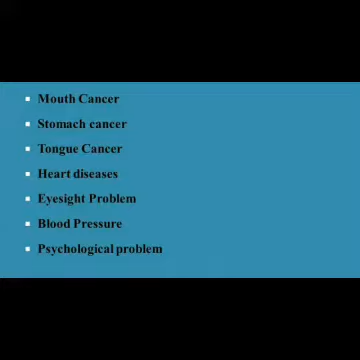 Mouth Cancer
Stomach cancer
Tongue Cancer
Heart diseases
Eyesight Problem
Blood Pressure
Psychological problem